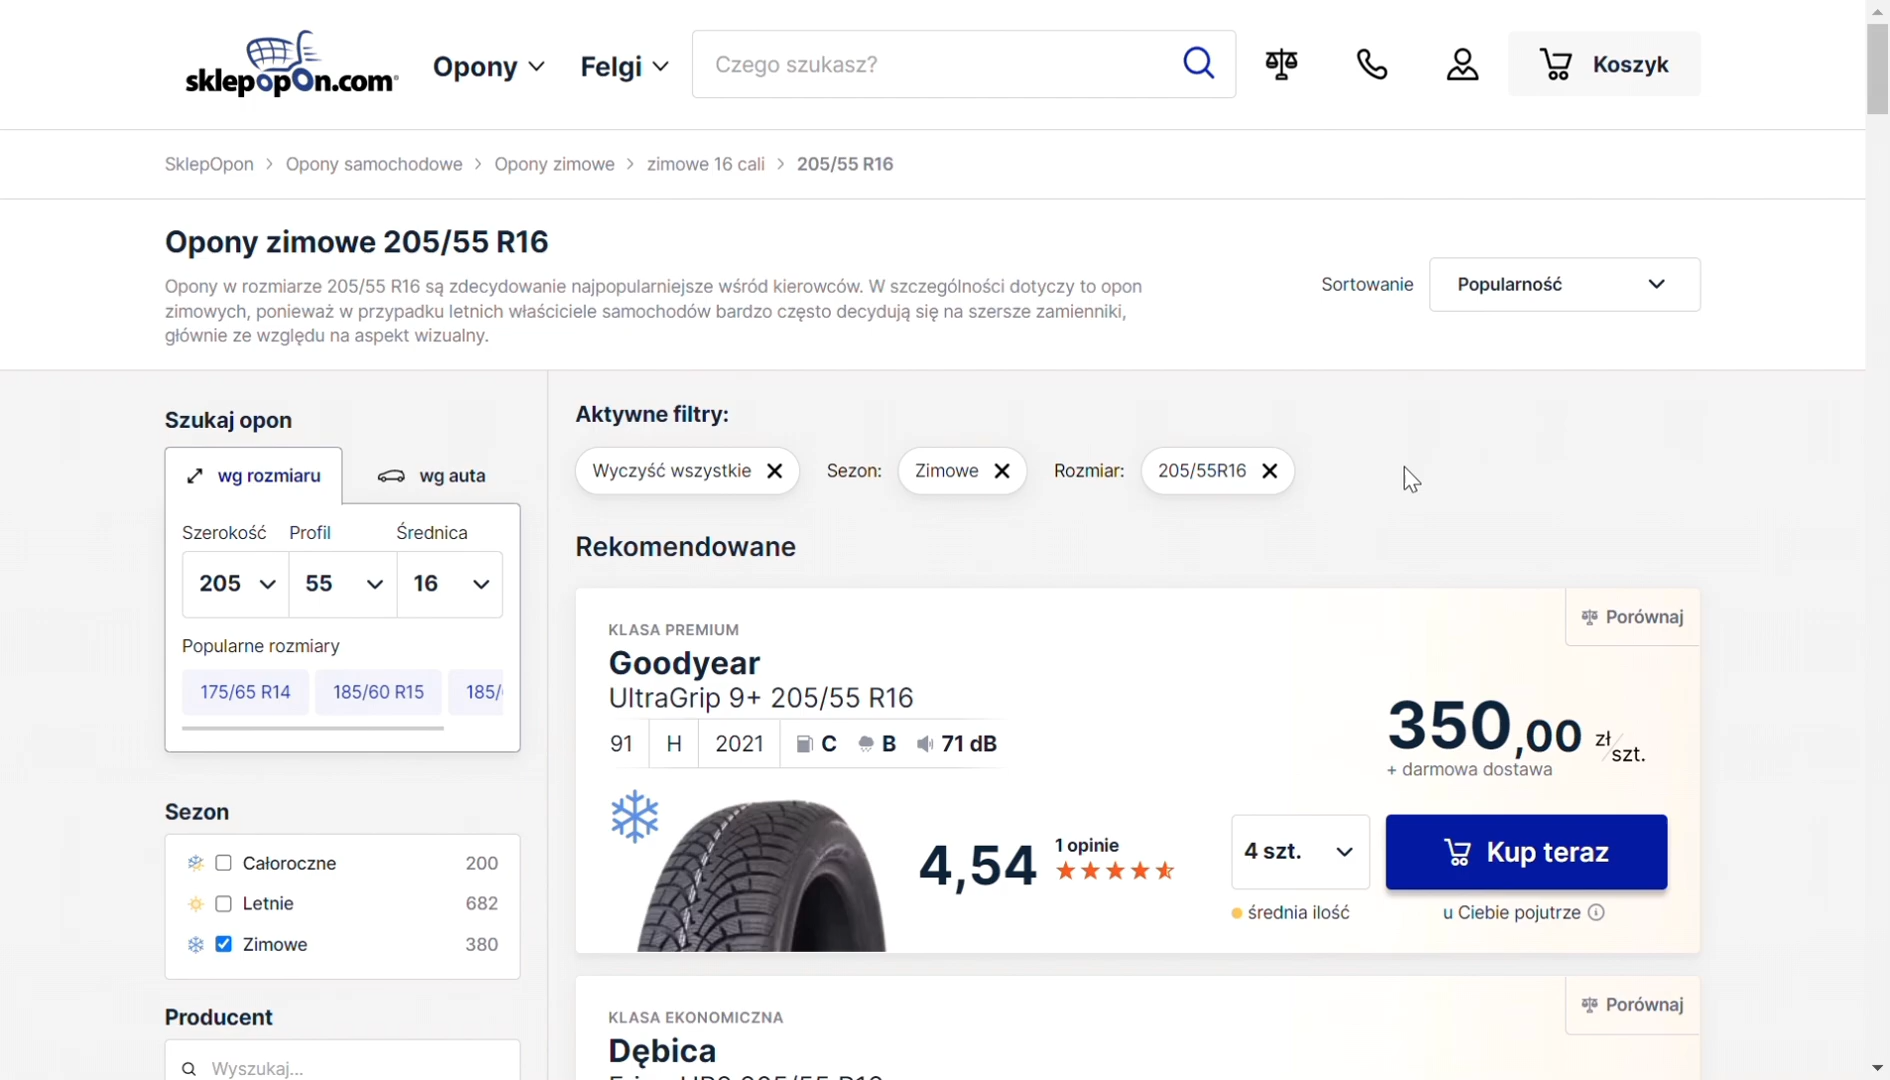 sklepopon.com
Opony
Felgi
Czego szukasz?
Koszyk
SklepOpon > Opony samochodowe > Opony zimowe > zimowe 16 cali > 205/55 R16
Opony zimowe 205/55 R16
Opony w rozmiarze 205/55 R16 są zdecydowanie najpopularniejsze wśród kierowców. W szczególności dotyczy to opon
zimowych, ponieważ w przypadku letnich właściciele samochodów bardzo często decydują się na szersze zamienniki,
głównie ze względu na aspekt wizualny.
Sortowanie
Popularność
Szukaj opon
wg rozmiaru
wg auta
Szerokość Profil Średnica
205 55 16
Popularne rozmiary
175/65 R14 185/60 R15 185/
Sezon
Całoroczne 200
Letnie 682
Zimowe 380
Producent
Wyszukaj...
Aktywne filtry:
Wyczyść wszystkie Sezon: Zimowe Rozmiar: 205/55R16
Rekomendowane
Porównaj
KLASA PREMIUM
Goodyear
UltraGrip 9+ 205/55 R16
91 H 2021 C B 71 dB
350,00 zł/szt.
+ darmowa dostawa
4,54
1 opinie
4 szt.
Kup teraz
średnia ilość
u Ciebie pojutrze
Porównaj
KLASA EKONOMICZNA
Dębica